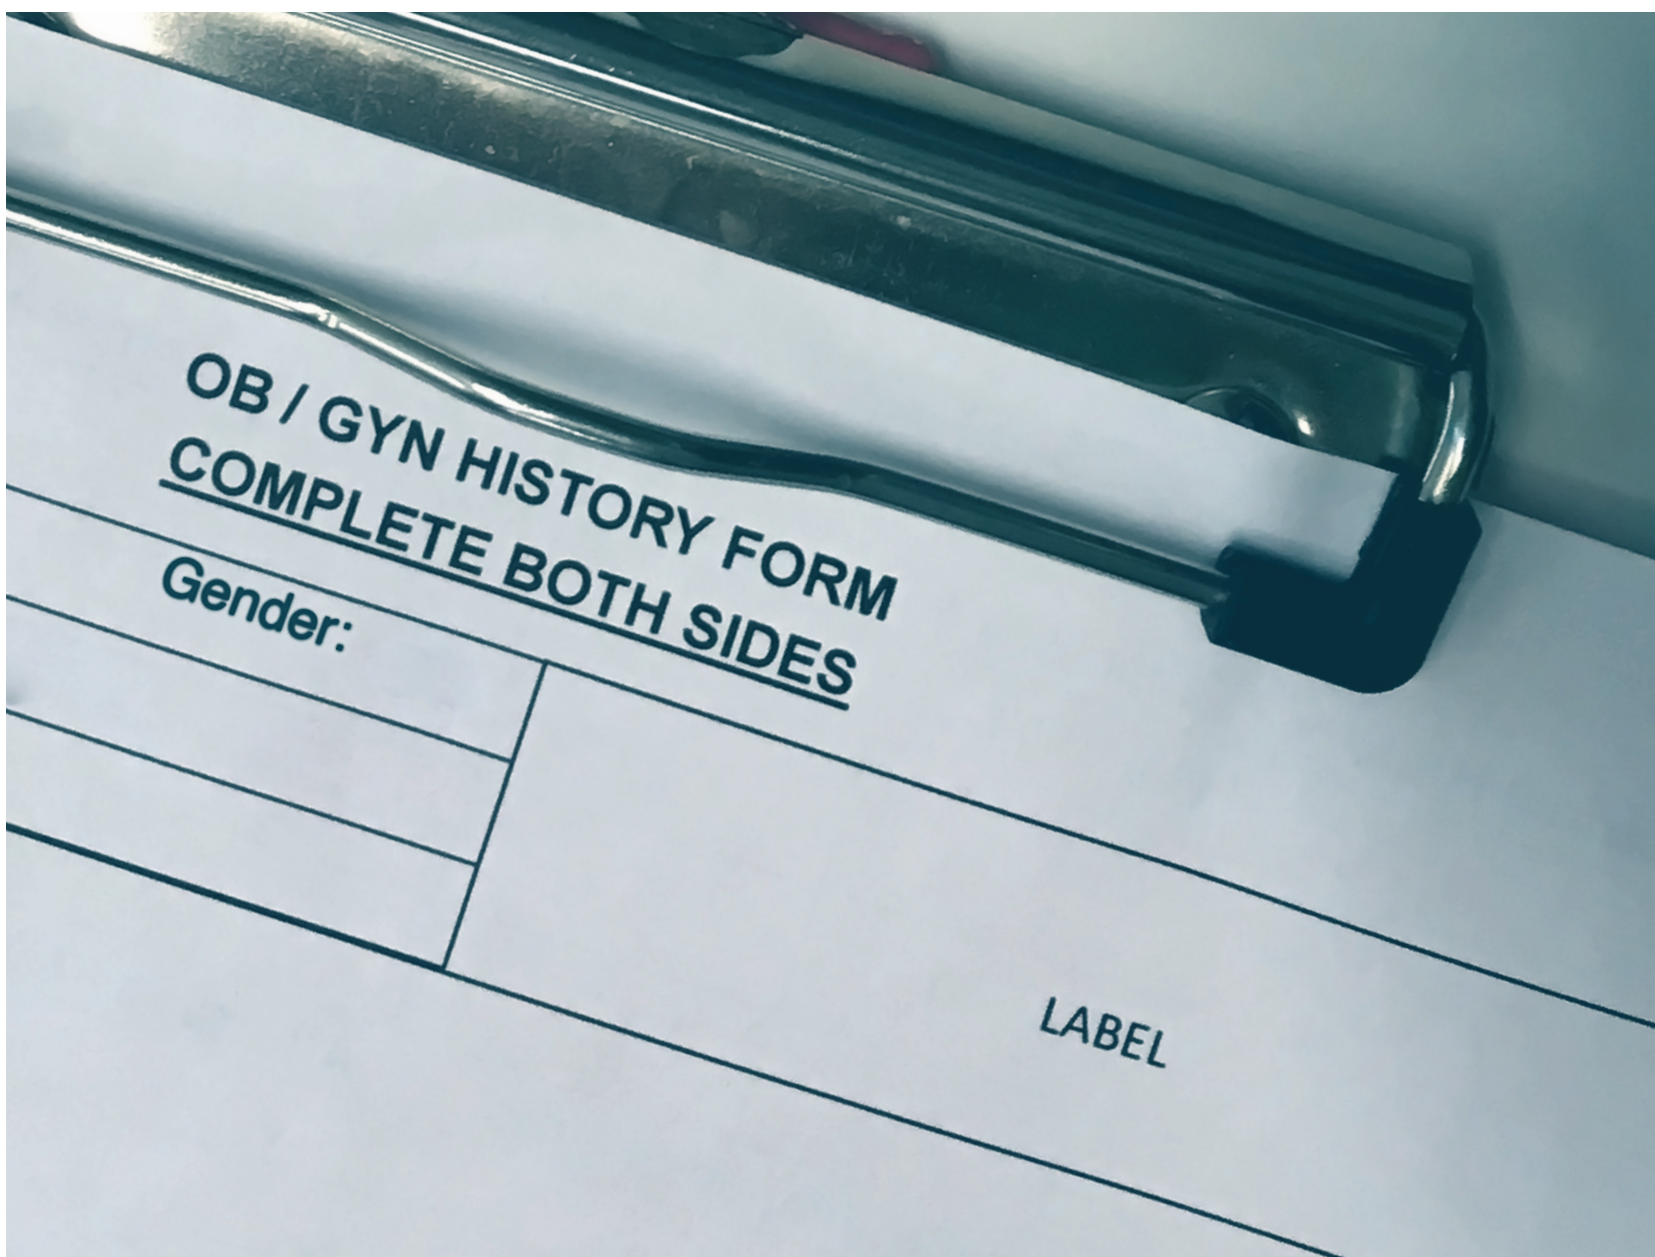 OB / GYN HISTORY FORM
COMPLETE BOTH SIDES
Gender:
LABEL